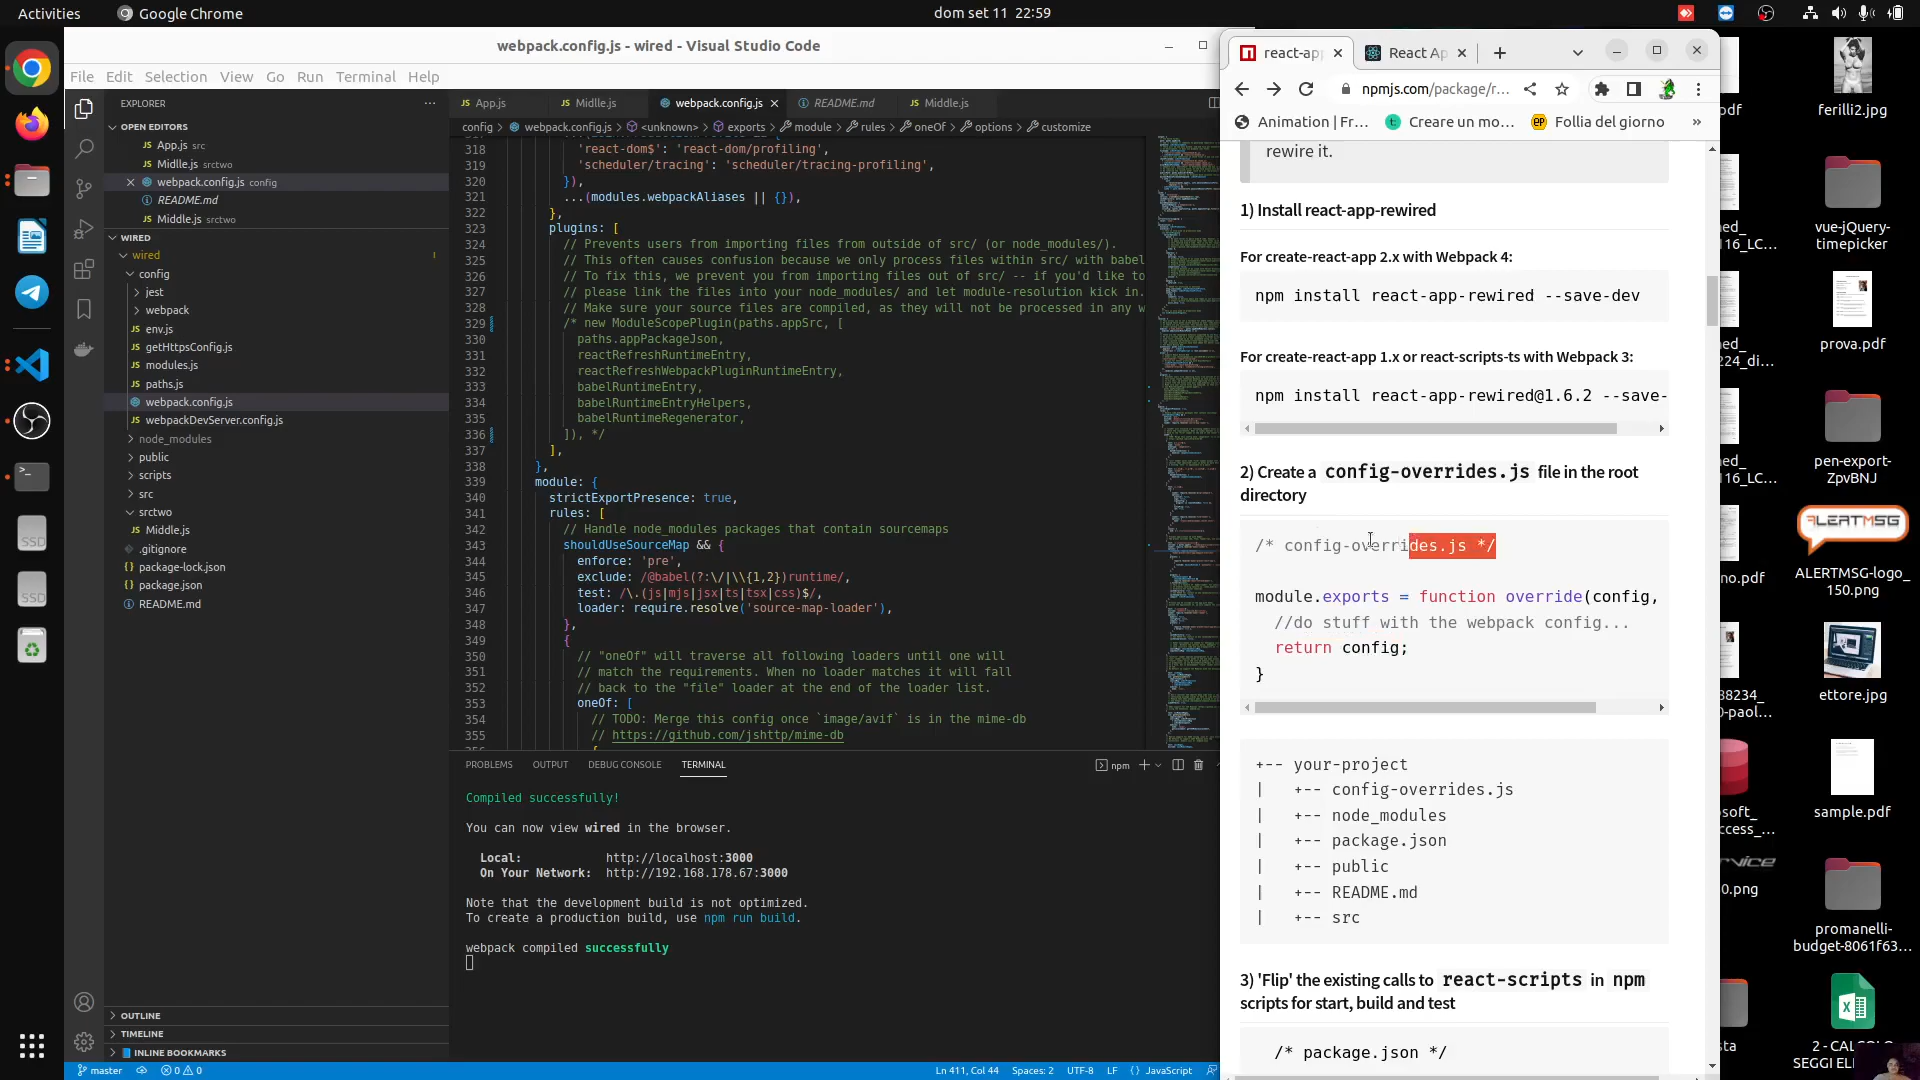 Activities
Google Chrome
dom set 11  22:59
webpack.config.js - wired - Visual Studio Code
File Edit Selection View Go Run Terminal Help
EXPLORER
OPEN EDITORS
App.js src
Midlle.js srctwo
webpack.config.js config
README.md
Middle.js srctwo
WIRED
wired
1
config
jest
webpack
env.js
getHttpsConfig.js
modules.js
paths.js
webpack.config.js
webpackDevServer.config.js
node_modules
public
scripts
src
srctwo
Middle.js
.gitignore
package-lock.json
package.json
README.md
OUTLINE
TIMELINE
INLINE BOOKMARKS
App.js
Midlle.js
webpack.config.js
README.md
Middle.js
config > webpack.config.js > <unknown> > exports > module > rules > oneOf > options > customize
318 'react-dom$': 'react-dom/profiling',
319 'scheduler/tracing': 'scheduler/tracing-profiling',
320 }),
321 ...(modules.webpackAliases || {}),
322 },
323 plugins: [
324 // Prevents users from importing files from outside of src/ (or node_modules/).
325 // This often causes confusion because we only process files within src/ with babel
326 // To fix this, we prevent you from importing files out of src/ -- if you'd like to
327 // please link the files into your node_modules/ and let module-resolution kick in.
328 // Make sure your source files are compiled, as they will not be processed in any w
329 /* new ModuleScopePlugin(paths.appSrc, [
330 paths.appPackageJson,
331 reactRefreshRuntimeEntry,
332 reactRefreshWebpackPluginRuntimeEntry,
333 babelRuntimeEntry,
334 babelRuntimeEntryHelpers,
335 babelRuntimeRegenerator,
336 ]), */
337 ],
338 },
339 module: {
340 strictExportPresence: true,
341 rules: [
342 // Handle node_modules packages that contain sourcemaps
343 shouldUseSourceMap && {
344 enforce: 'pre',
345 exclude: /@babel(?:\/|\\{1,2})runtime/,
346 test: /\.(js|mjs|jsx|ts|tsx|css)$/,
347 loader: require.resolve('source-map-loader'),
348 },
349 {
350 // "oneOf" will traverse all following loaders until one will
351 // match the requirements. When no loader matches it will fall
352 // back to the "file" loader at the end of the loader list.
353 oneOf: [
354 // TODO: Merge this config once `image/avif` is in the mime-db
355 // https://github.com/jshttp/mime-db
356 {
PROBLEMS OUTPUT DEBUG CONSOLE TERMINAL
npm
Compiled successfully!
You can now view wired in the browser.
Local: http://localhost:3000
On Your Network: http://192.168.178.67:3000
Note that the development build is not optimized.
To create a production build, use npm run build.
webpack compiled successfully
master
0 0
Ln 411, Col 44 Spaces: 2 UTF-8 LF {} JavaScript
react-app
React Ap
npmjs.com/package/r...
Animation | Fr...
Creare un mo...
Follia del giorno
»
rewire it.
1) Install react-app-rewired
For create-react-app 2.x with Webpack 4:
npm install react-app-rewired --save-dev
For create-react-app 1.x or react-scripts-ts with Webpack 3:
npm install react-app-rewired@1.6.2 --save-
2) Create a config-overrides.js file in the root
directory
/* config-overrides.js */
module.exports = function override(config,
//do stuff with the webpack config...
return config;
}
+-- your-project
| +-- config-overrides.js
| +-- node_modules
| +-- package.json
| +-- public
| +-- README.md
| +-- src
3) 'Flip' the existing calls to react-scripts in npm
scripts for start, build and test
/* package.json */
SSD
SSD
ferilli2.jpg
vue-jQuery-
timepicker
prova.pdf
pen-export-
ZpvBNJ
ALERTMSG
ALERTMSG-logo_
150.png
ettore.jpg
sample.pdf
promanelli-
budget-8061f63...
2 - CALCOLO
SEGGI ELE